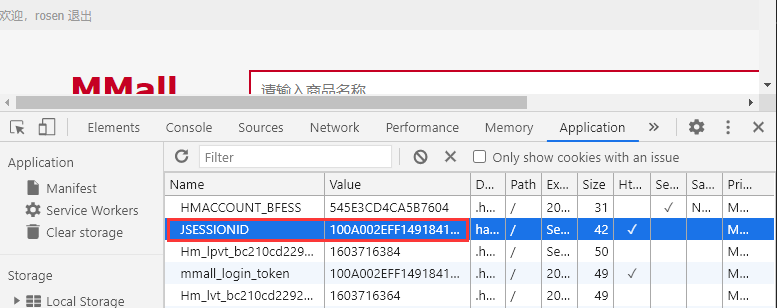 欢迎，rosen 退出
MMall
请输入商品名称
Elements Console Sources Network Performance Memory Application
Application
Manifest
Service Workers
Clear storage
Storage
Local Storage
Filter
Only show cookies with an issue
Name Value D... Path Ex... Size Ht... Se... Sa... Pri...
HMACCOUNT_BFESS 545E3CD4CA5B7604 .h... / 20... 31 ✓ N... M...
JSESSIONID 100A002EFF1491841... ha... / Se... 42 ✓ M...
Hm_lpvt_bc210cd229... 1603716384 .h... / Se... 50 M...
mmall_login_token 100A002EFF1491841... .h... / 20... 49 ✓ M...
Hm_lvt_bc210cd2292... 1603716364 .h... / 20... 49 M...